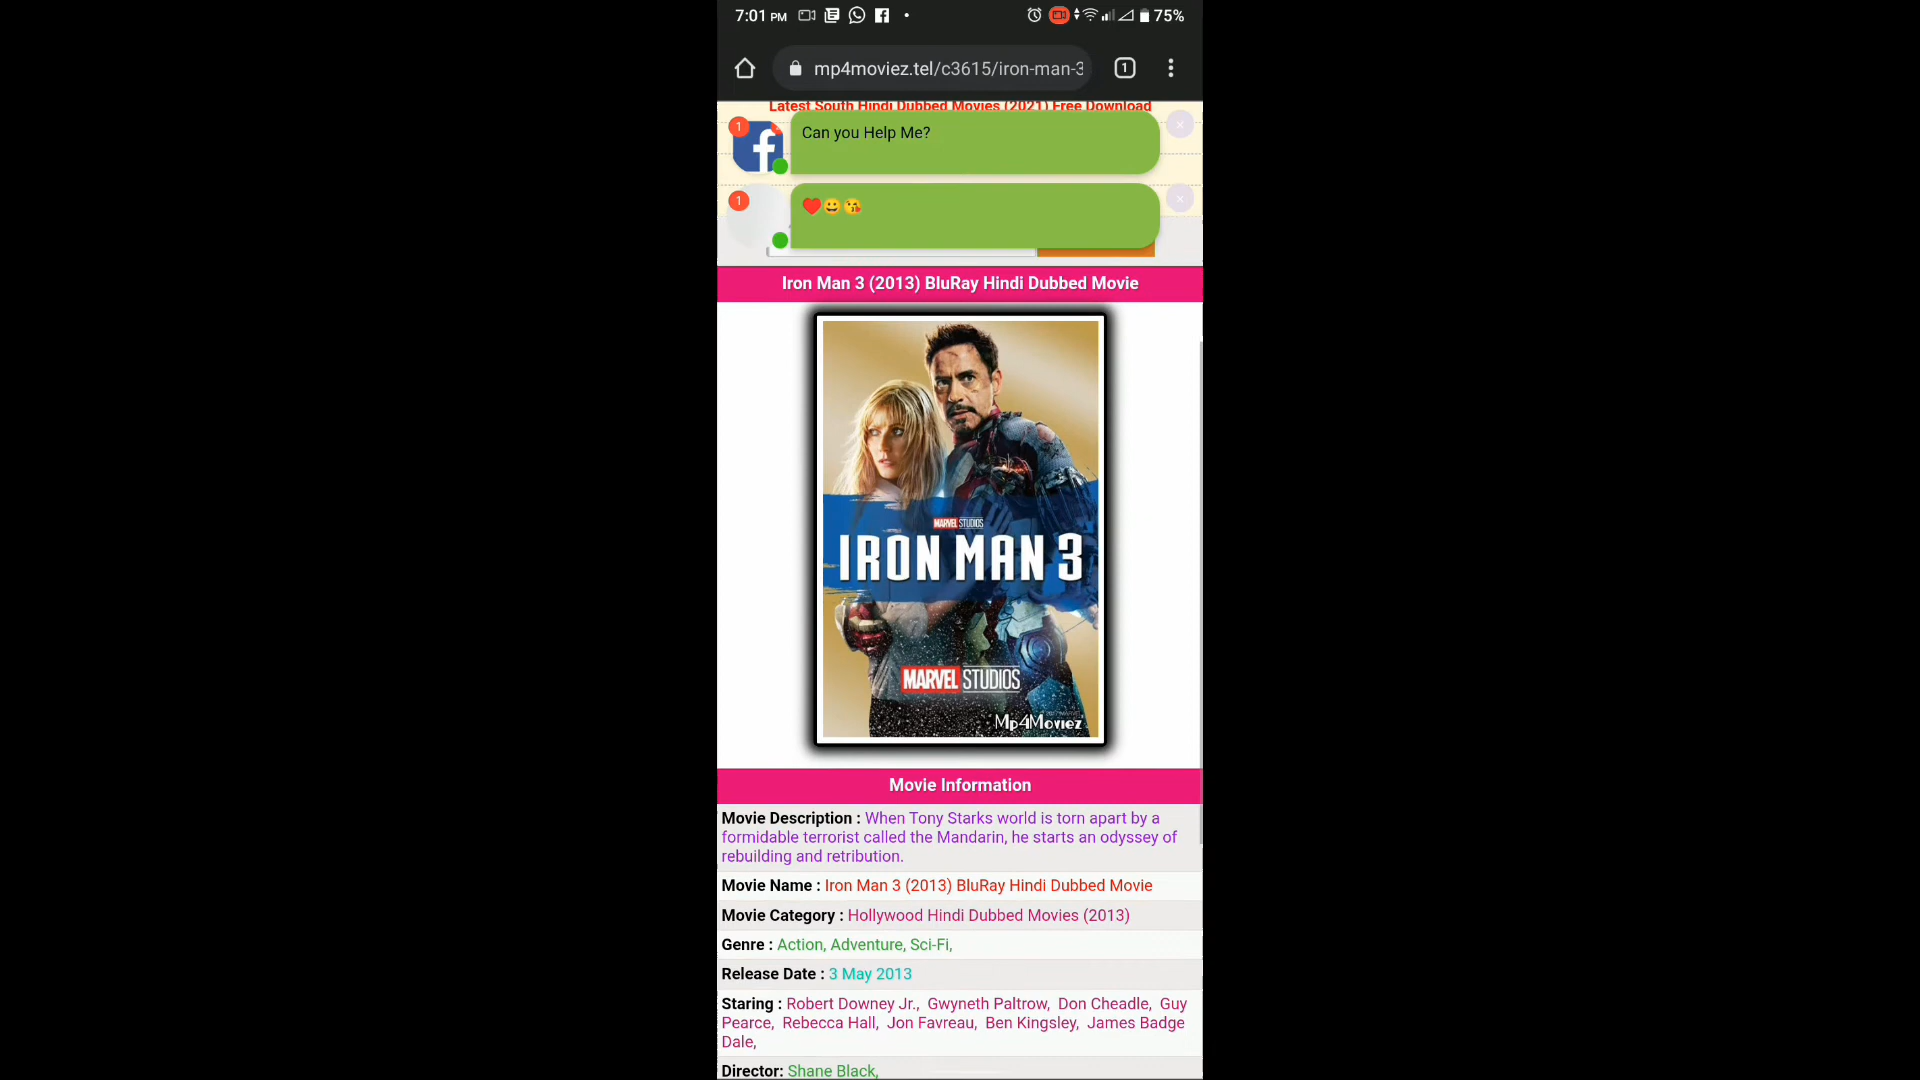 7:01 PM
75%
mp4moviez.tel/c3615/iron-man-3
1
Latest South Hindi Dubbed Movies (2021) Free Download
1
Can you Help Me?
1
❤️😀😘
Iron Man 3 (2013) BluRay Hindi Dubbed Movie
MARVEL STUDIOS
IRON MAN 3
MARVEL STUDIOS
Mp4Moviez
Movie Information
Movie Description : When Tony Starks world is torn apart by a
formidable terrorist called the Mandarin, he starts an odyssey of
rebuilding and retribution.
Movie Name : Iron Man 3 (2013) BluRay Hindi Dubbed Movie
Movie Category : Hollywood Hindi Dubbed Movies (2013)
Genre : Action, Adventure, Sci-Fi,
Release Date : 3 May 2013
Staring : Robert Downey Jr., Gwyneth Paltrow, Don Cheadle, Guy
Pearce, Rebecca Hall, Jon Favreau, Ben Kingsley, James Badge
Dale,
Director: Shane Black,